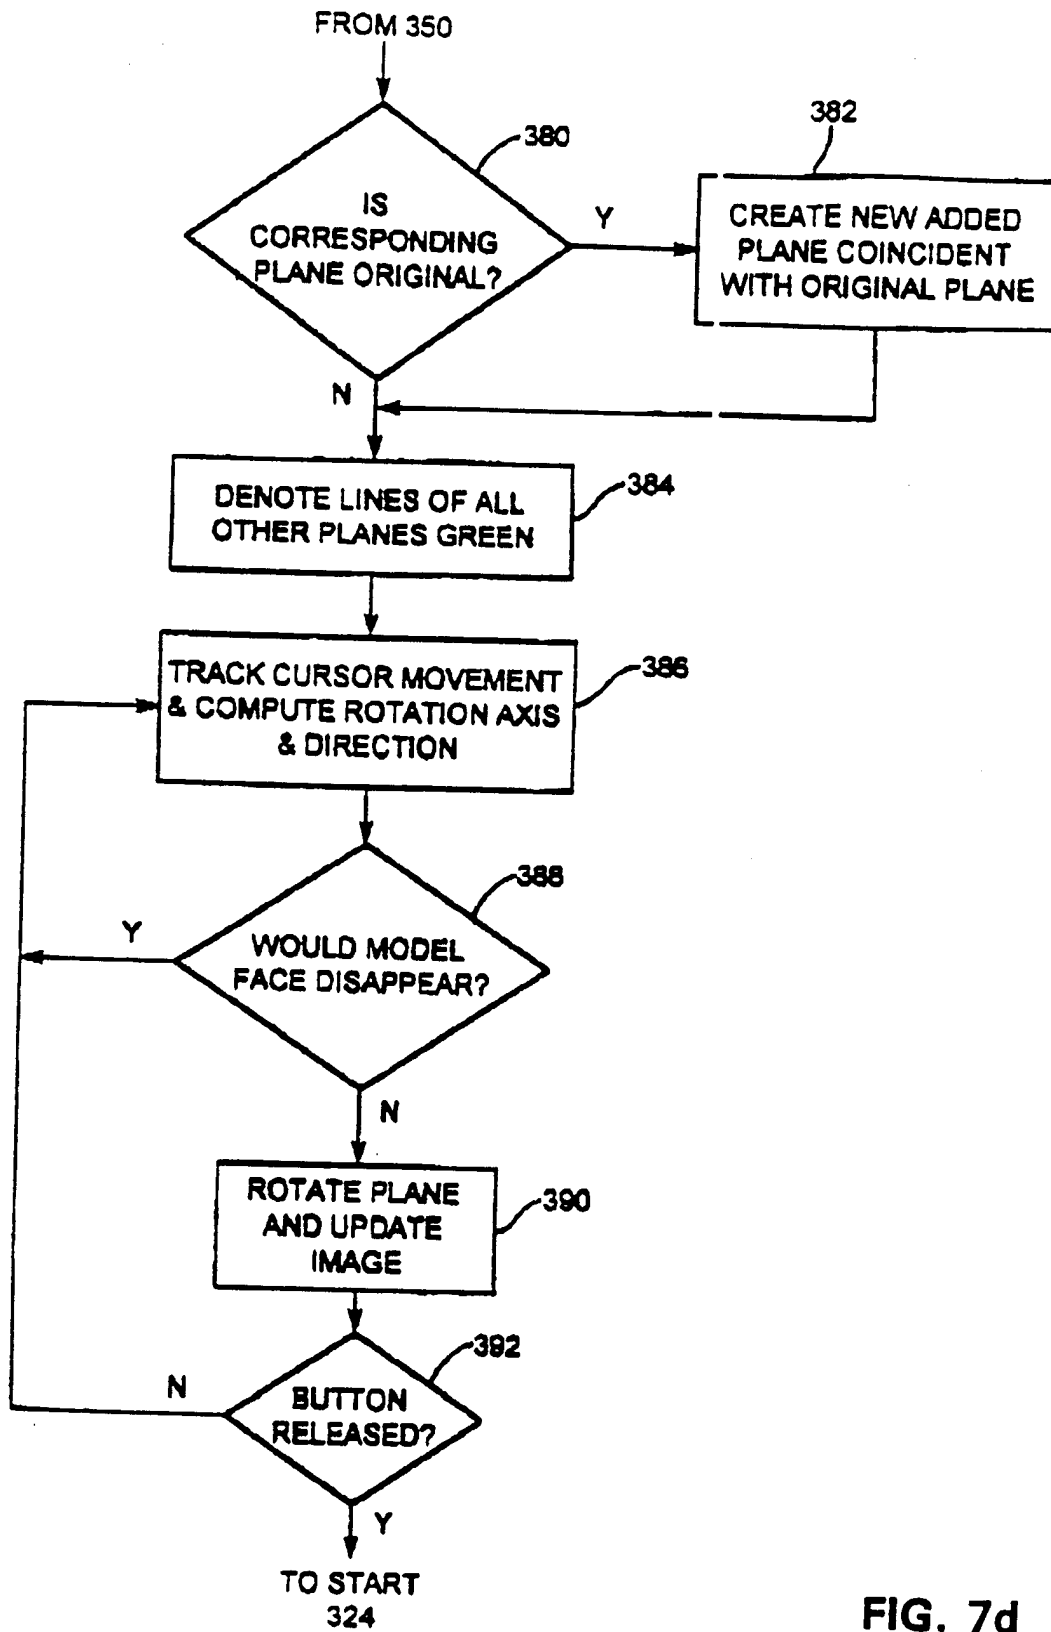 FROM 350
380
382
IS
CORRESPONDING
PLANE ORIGINAL?
Y
CREATE NEW ADDED
PLANE COINCIDENT
WITH ORIGINAL PLANE
N
384
DENOTE LINES OF ALL
OTHER PLANES GREEN
386
TRACK CURSOR MOVEMENT
& COMPUTE ROTATION AXIS
& DIRECTION
388
Y
WOULD MODEL
FACE DISAPPEAR?
N
390
ROTATE PLANE
AND UPDATE
IMAGE
392
N
BUTTON
RELEASED?
Y
TO START
324
FIG. 7d